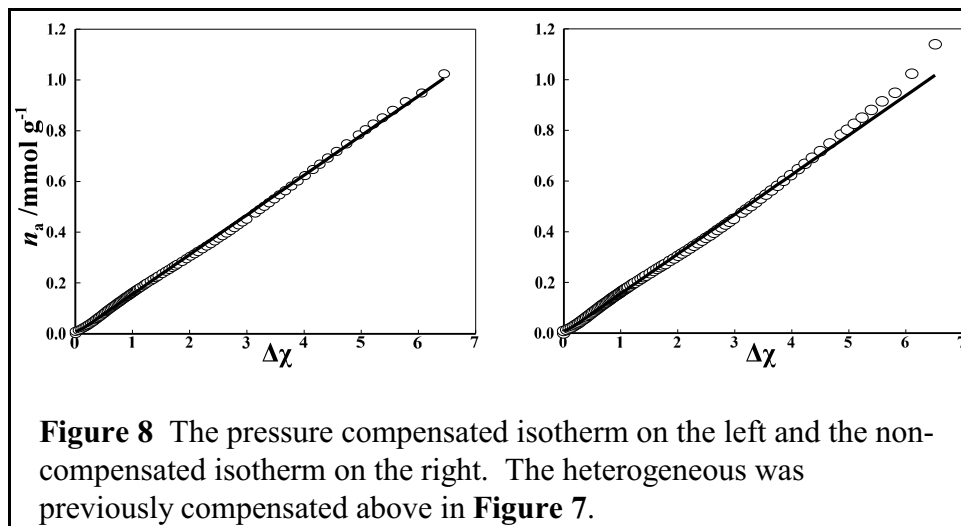 1.2
1.0
0.8
0.6
0.4
0.2
0.0
nₐ /mmol g⁻¹
0 1 2 3 4 5 6 7
Δχ
1.2
1.0
0.8
0.6
0.4
0.2
0.0
0 1 2 3 4 5 6 7
Δχ
Figure 8 The pressure compensated isotherm on the left and the non-
compensated isotherm on the right. The heterogeneous was
previously compensated above in Figure 7.